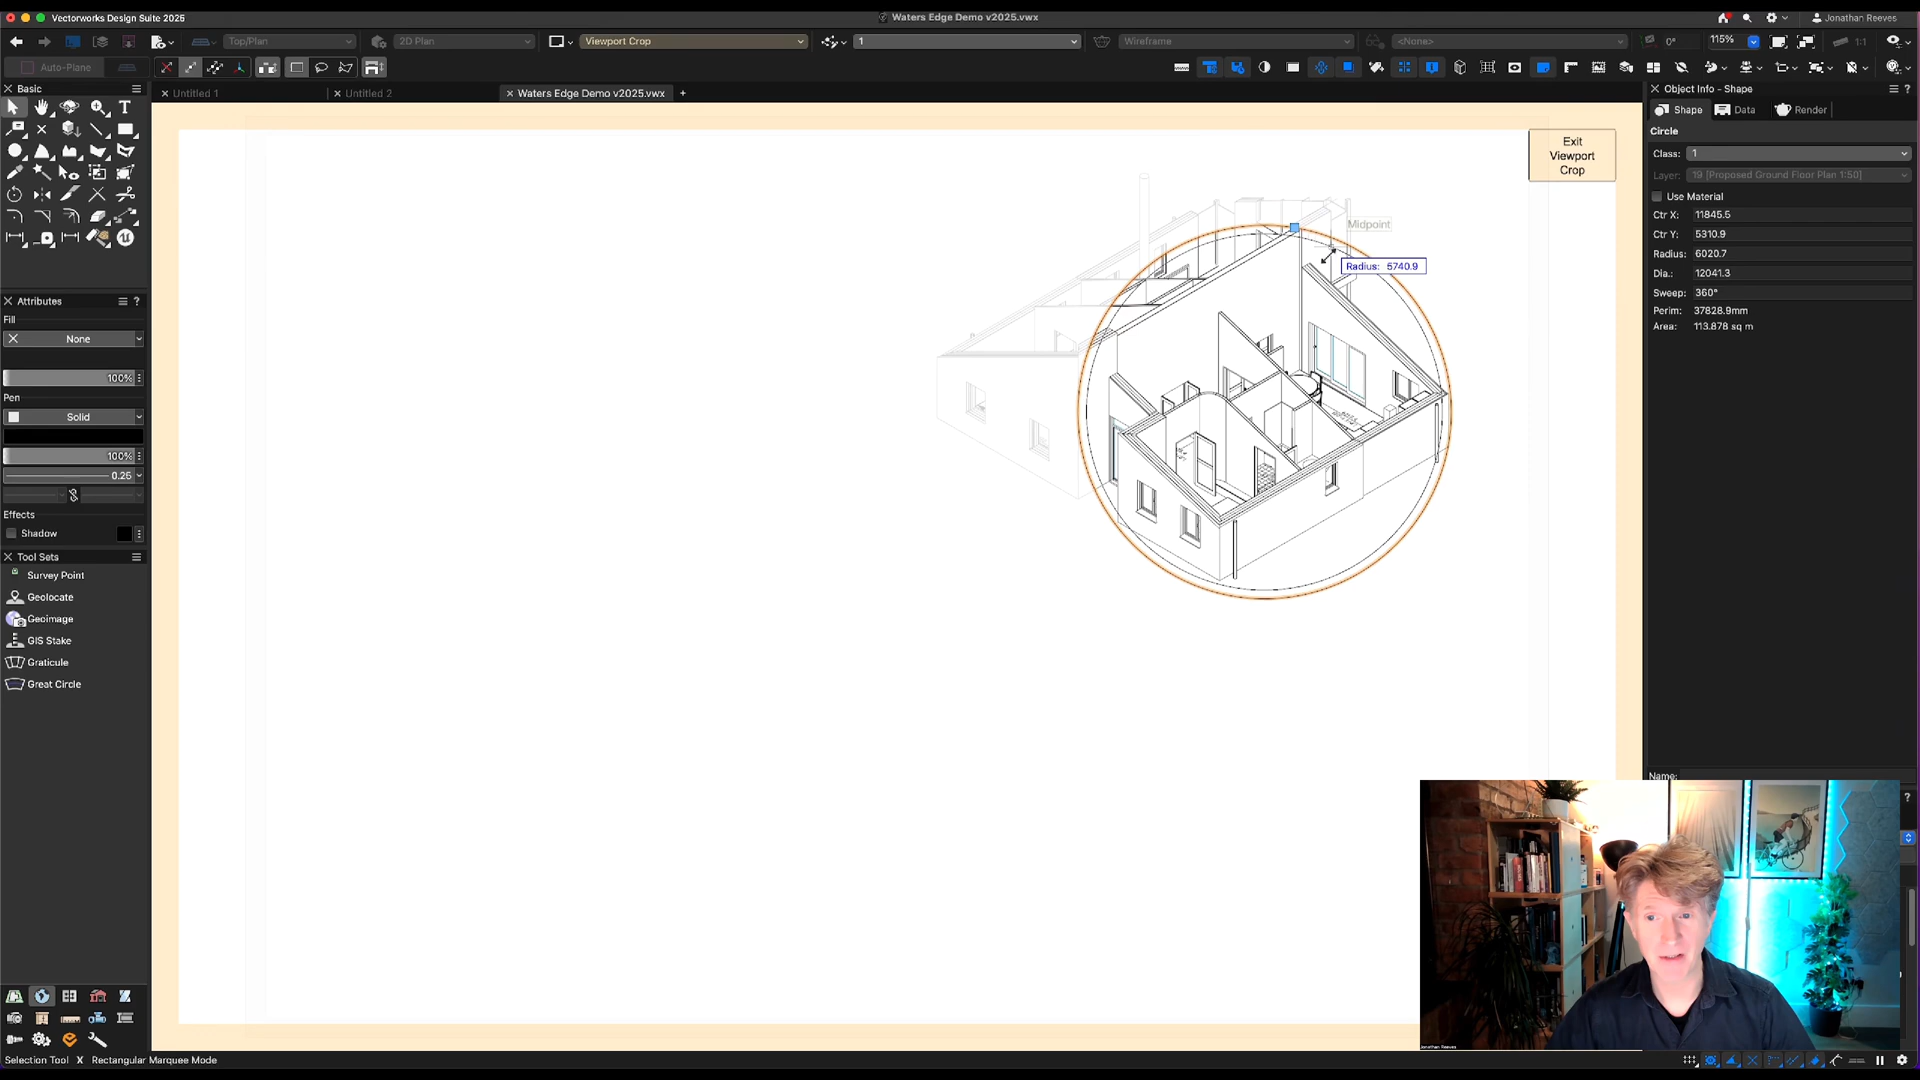 Vectorworks Design Suite 2025
Waters Edge Demo v2025.vwx
Jonathan Reeves
Top/Plan
2D Plan
Viewport Crop
1
Wireframe
<None>
0°
115%
1:1
Auto-Plane
Basic
Untitled 1
Untitled 2
Waters Edge Demo v2025.vwx
Object Info - Shape
Shape
Data
Render
Circle
Class:
1
Layer:
19 [Proposed Ground Floor Plan 1:50]
Use Material
Ctr X:
11845.5
Ctr Y:
5310.9
Radius:
6020.7
Dia.:
12041.3
Sweep:
360°
Perim:
37828.9mm
Area:
113.878 sq m
Name:
Exit
Viewport
Crop
Midpoint
Radius: 5740.9
Attributes
Fill
None
100%
Pen
Solid
100%
0.25
Effects
Shadow
Tool Sets
Survey Point
Geolocate
Geoimage
GIS Stake
Graticule
Great Circle
Jonathan Reeves
Selection Tool
X
Rectangular Marquee Mode